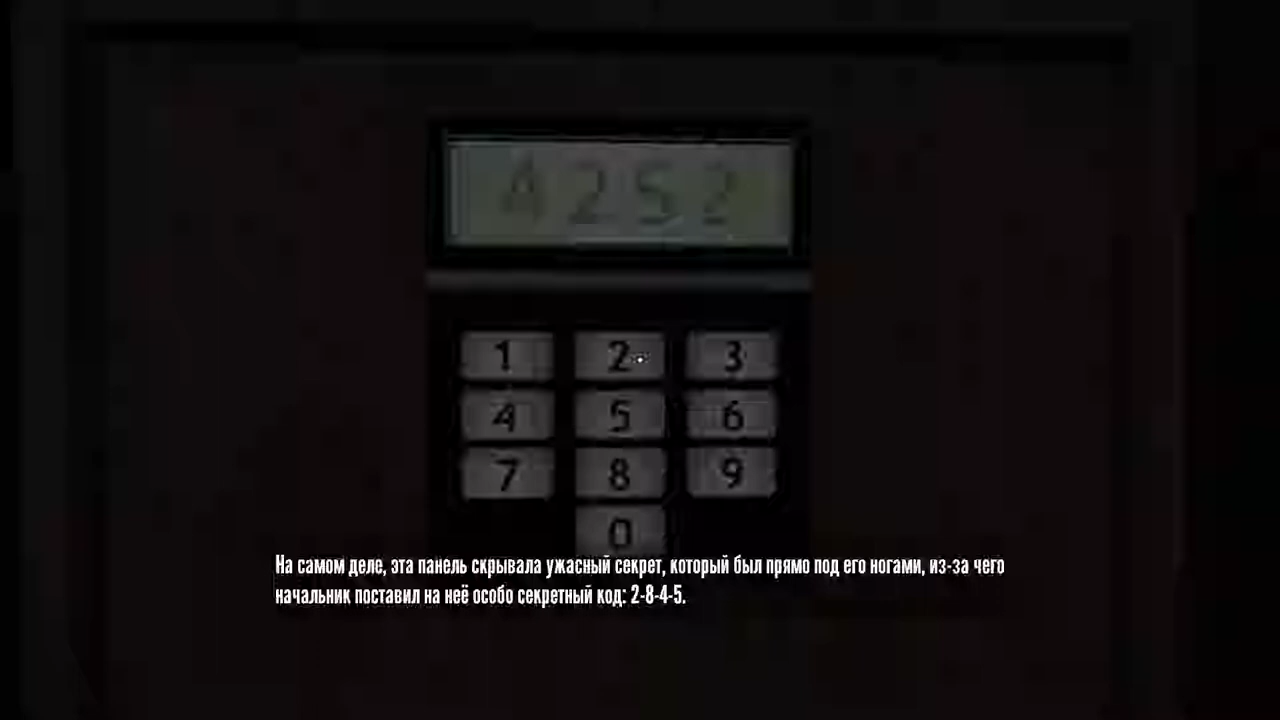 4252
1 2 3
4 5 6
7 8 9
0
На самом деле, эта панель скрывала ужасный секрет, который был прямо под его ногами, из-за чего
начальник поставил на неё особо секретный код: 2-8-4-5.